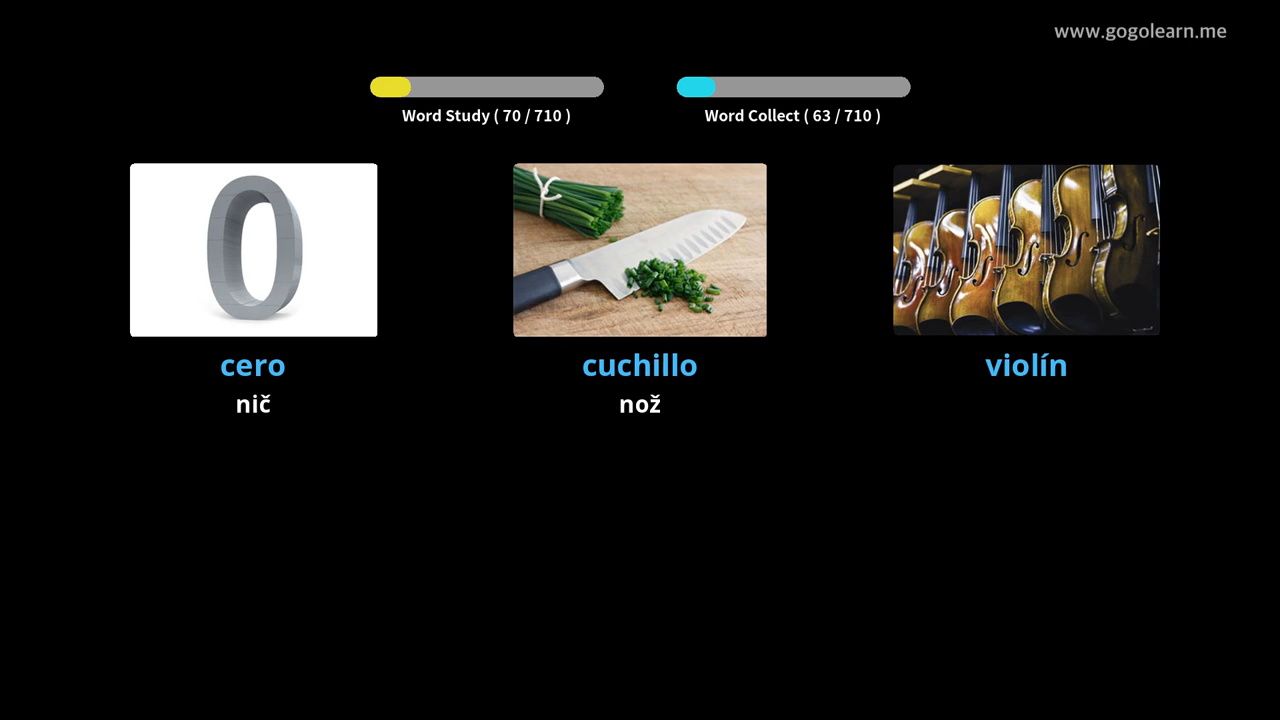 www.gogolearn.me
Word Study ( 70 / 710 )
Word Collect ( 63 / 710 )
cero
nič
cuchillo
nož
violín